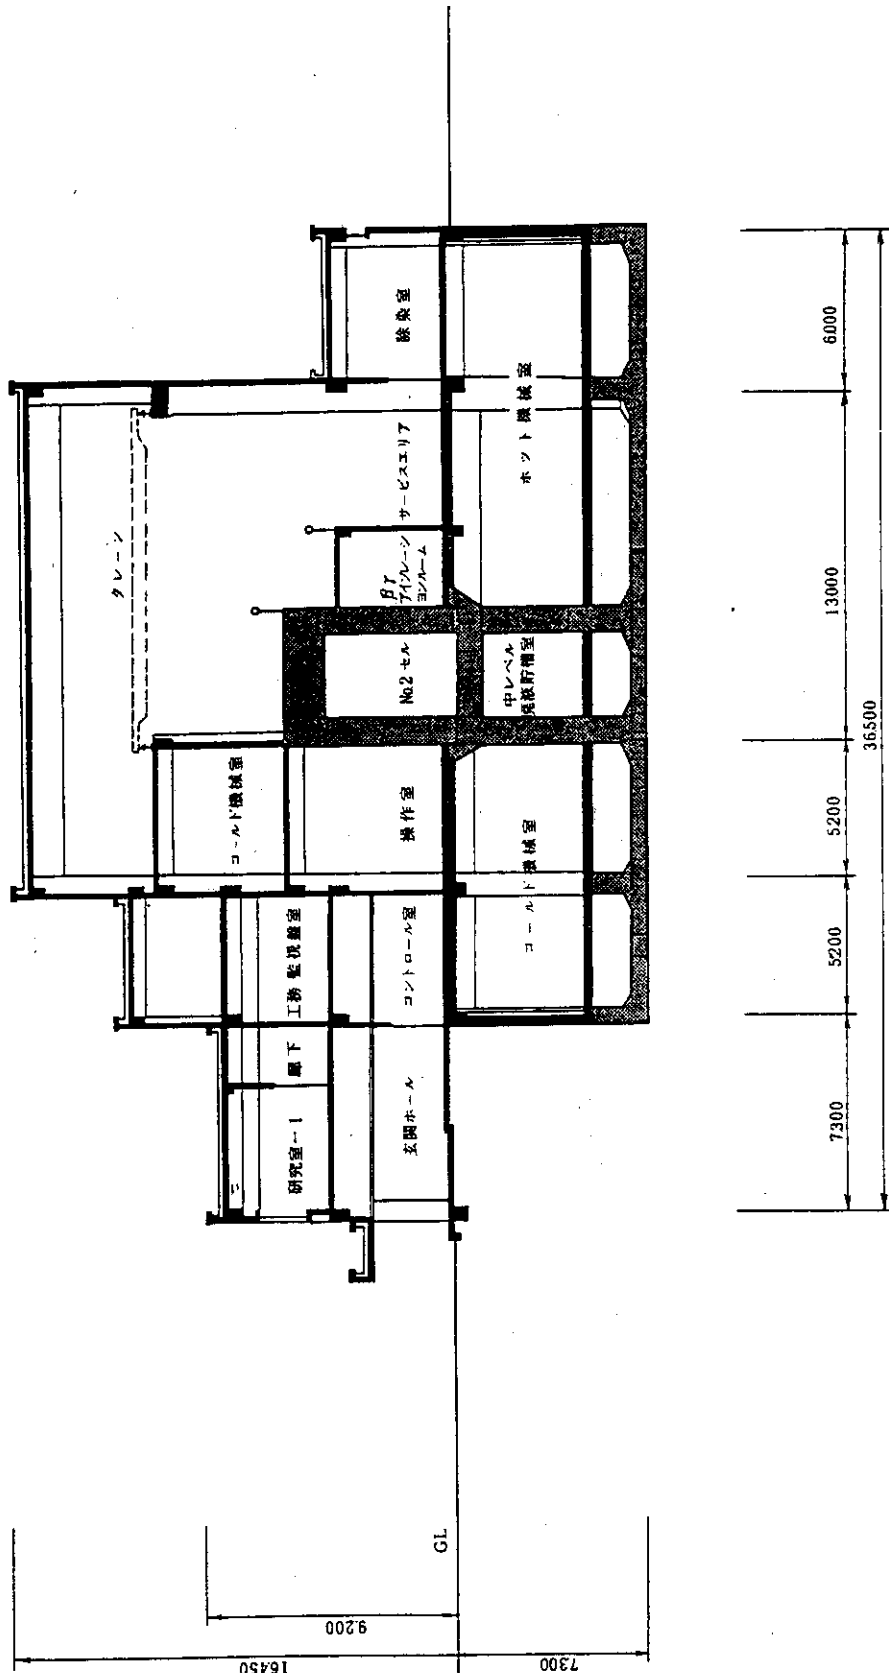 クレーン
コールド機械室
工務監視盤室
廊下
研究室-1
除染室
サービスエリア
βγ
アイソレーシ
ョンルーム
No.2 セル
操作室
コントロール室
玄関ホール
ホット機械室
中レベル
廃液貯槽室
コールド機械室
GL
7300
5200
5200
13000
6000
36500
9.200
16450
7300